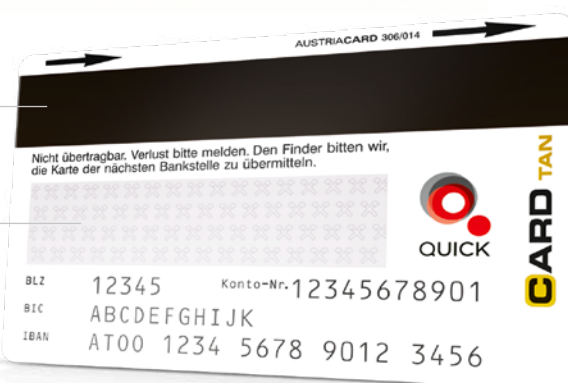 AUSTRIACARD 306/014
Nicht übertragbar. Verlust bitte melden. Den Finder bitten wir,
die Karte der nächsten Bankstelle zu übermitteln.
QUICK
CARD TAN
BLZ 12345 Konto-Nr. 12345678901
BIC ABCDEFGHIJK
IBAN AT00 1234 5678 9012 3456